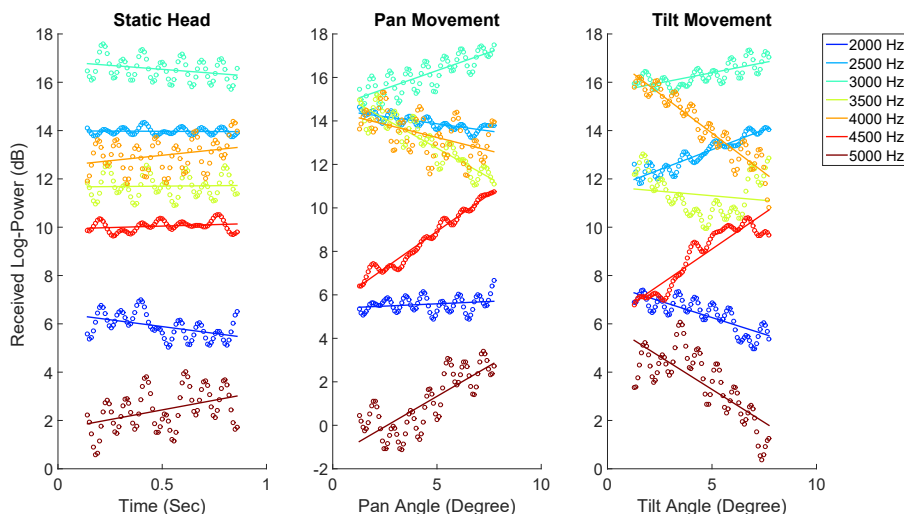 Static Head
Pan Movement
Tilt Movement
Received Log-Power (dB)
18
16
14
12
10
8
6
4
2
0
0
0.5
1
Time (Sec)
18
16
14
12
10
8
6
4
2
0
-2
0
5
10
Pan Angle (Degree)
18
16
14
12
10
8
6
4
2
0
0
5
10
Tilt Angle (Degree)
2000 Hz
2500 Hz
3000 Hz
3500 Hz
4000 Hz
4500 Hz
5000 Hz